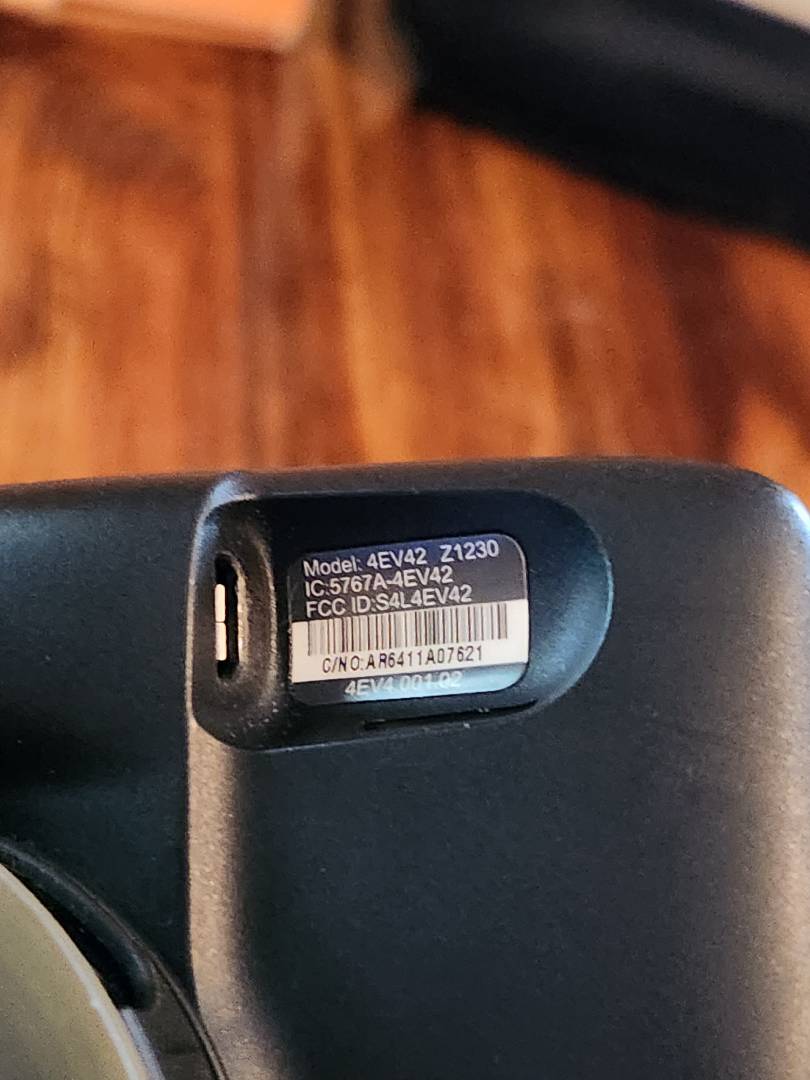 Model: 4EV42 Z1230
IC:5767A-4EV42
FCC ID:S4L4EV42
C/NO:AR6411A07621
4EV4.001.02